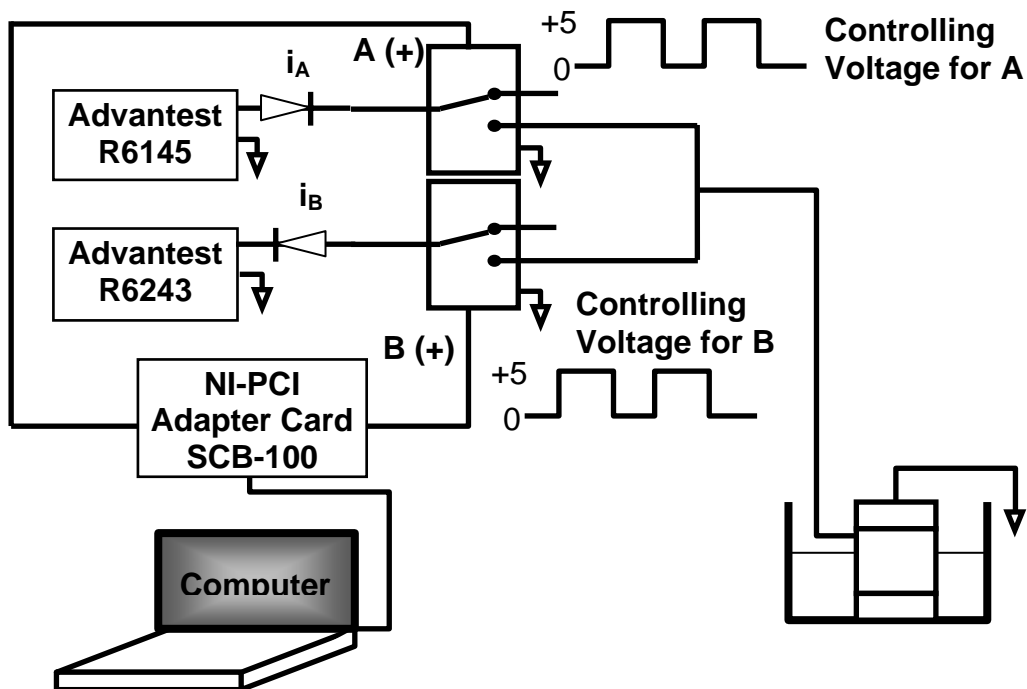 A (+)
+5
0
Controlling
Voltage for A
iA
Advantest
R6145
iB
Advantest
R6243
Controlling
Voltage for B
B (+)
+5
0
NI-PCI
Adapter Card
SCB-100
Computer